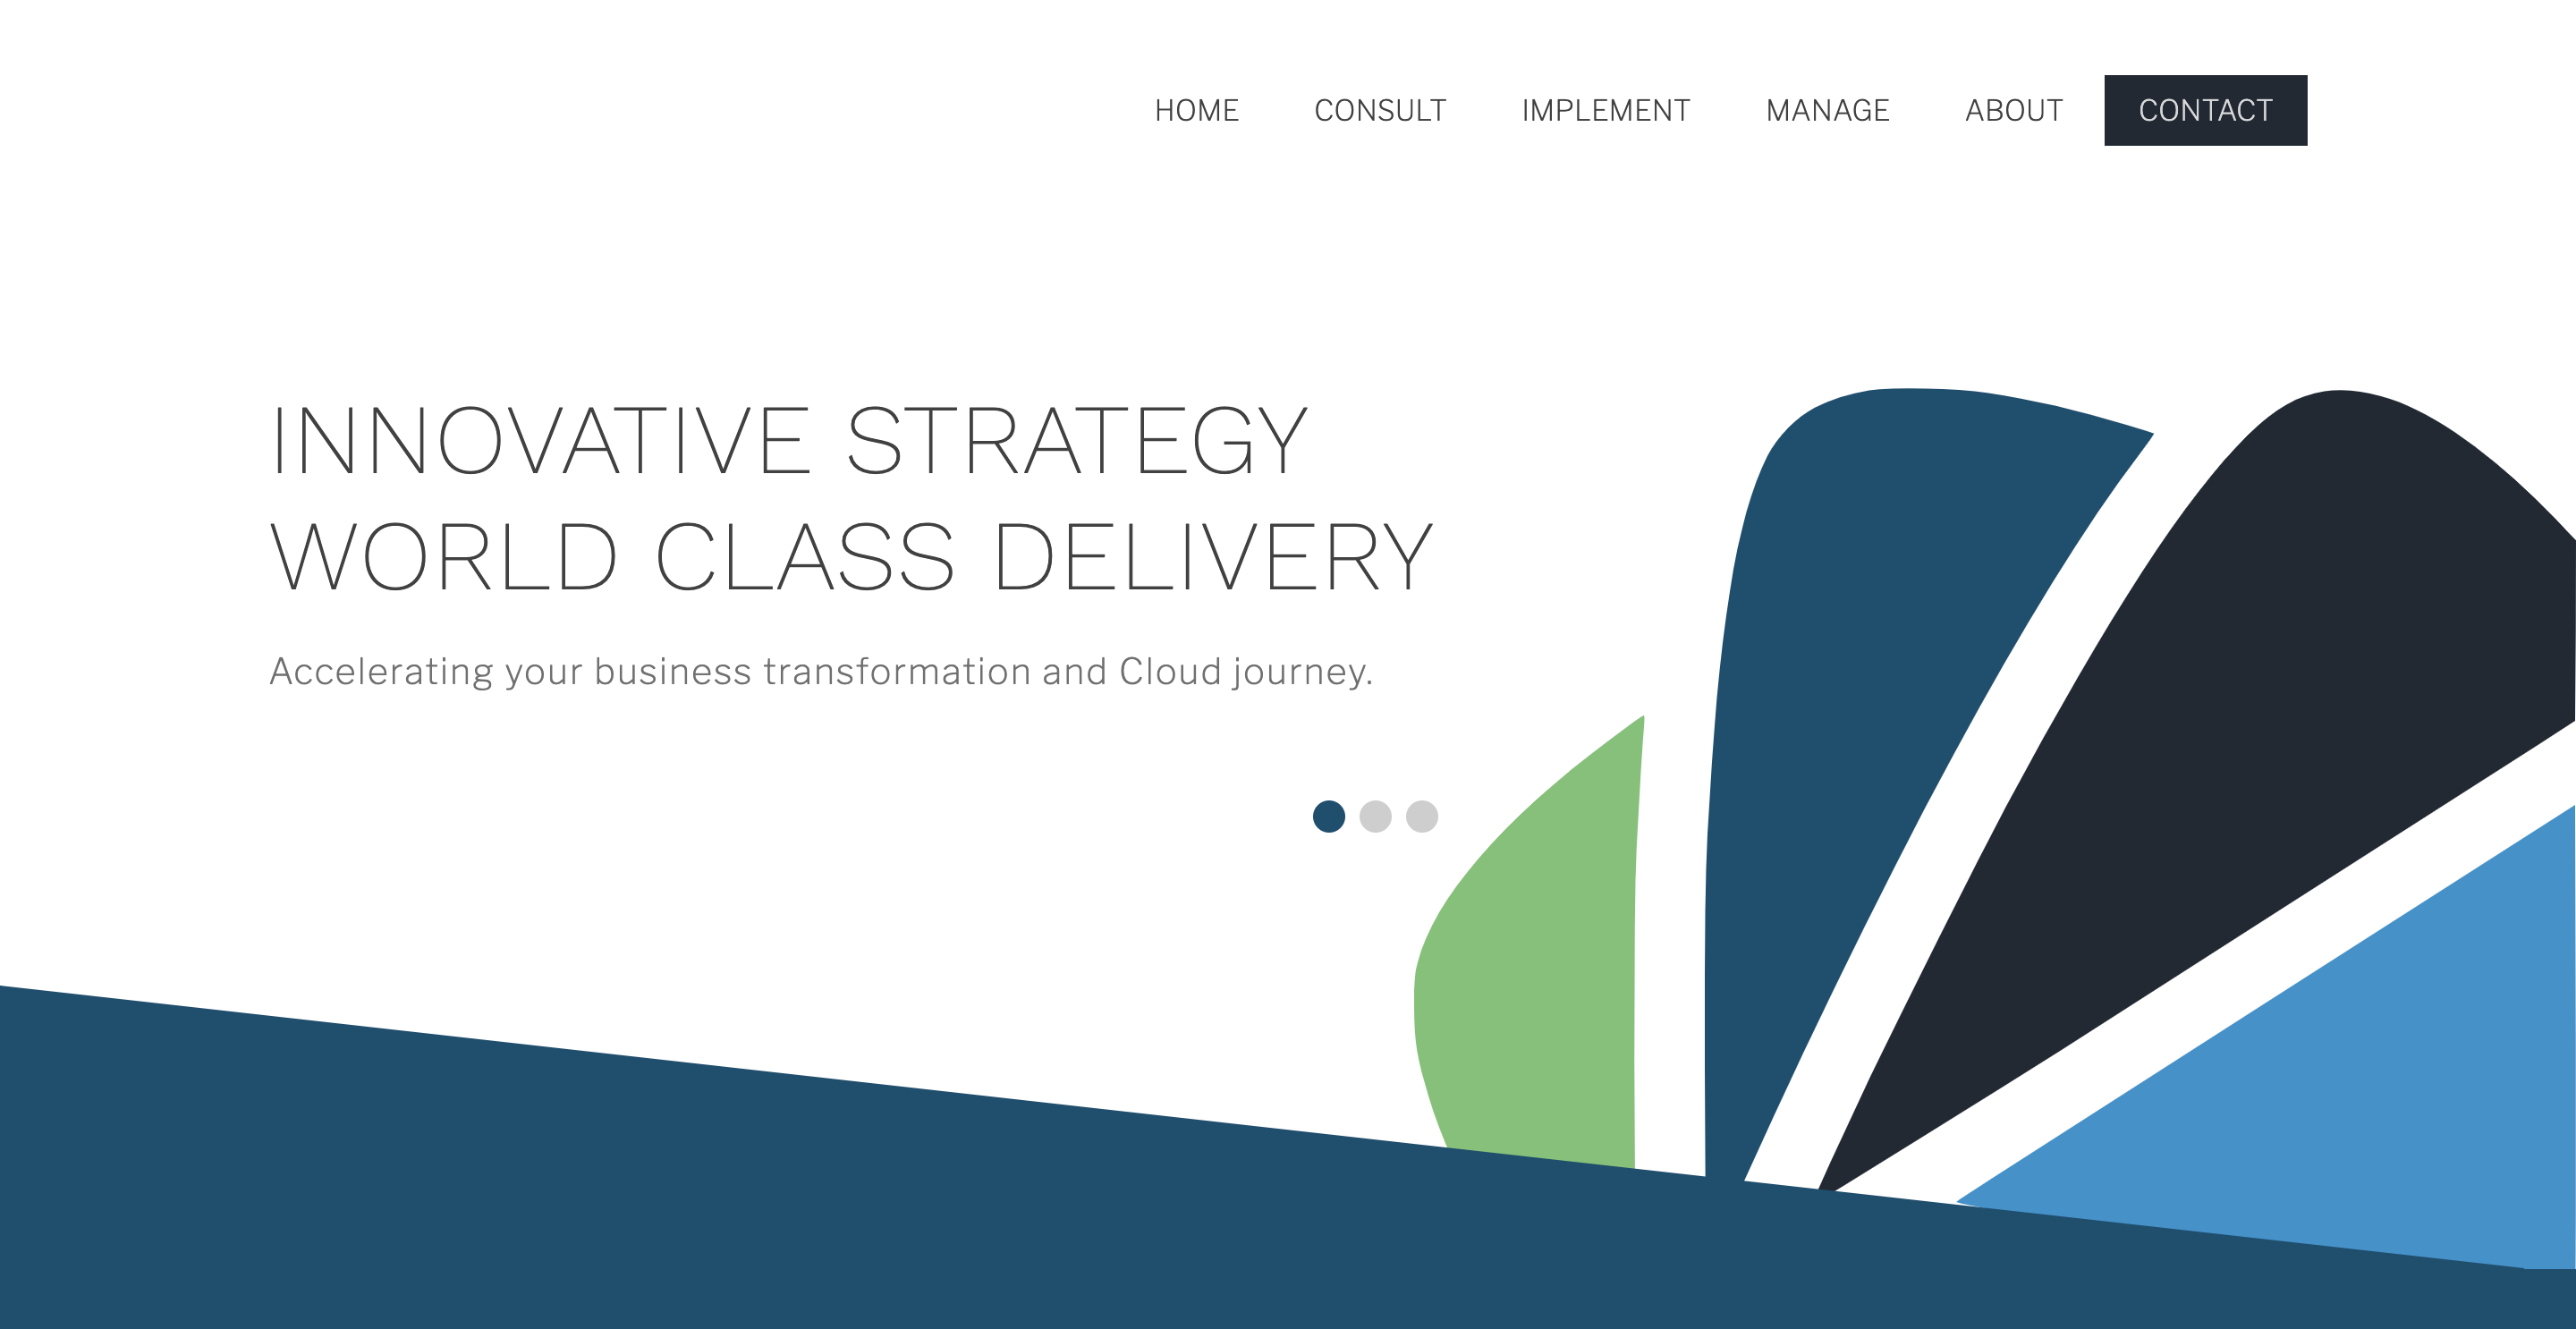 HOME CONSULT IMPLEMENT MANAGE ABOUT CONTACT
INNOVATIVE STRATEGY
WORLD CLASS DELIVERY
Accelerating your business transformation and Cloud journey.